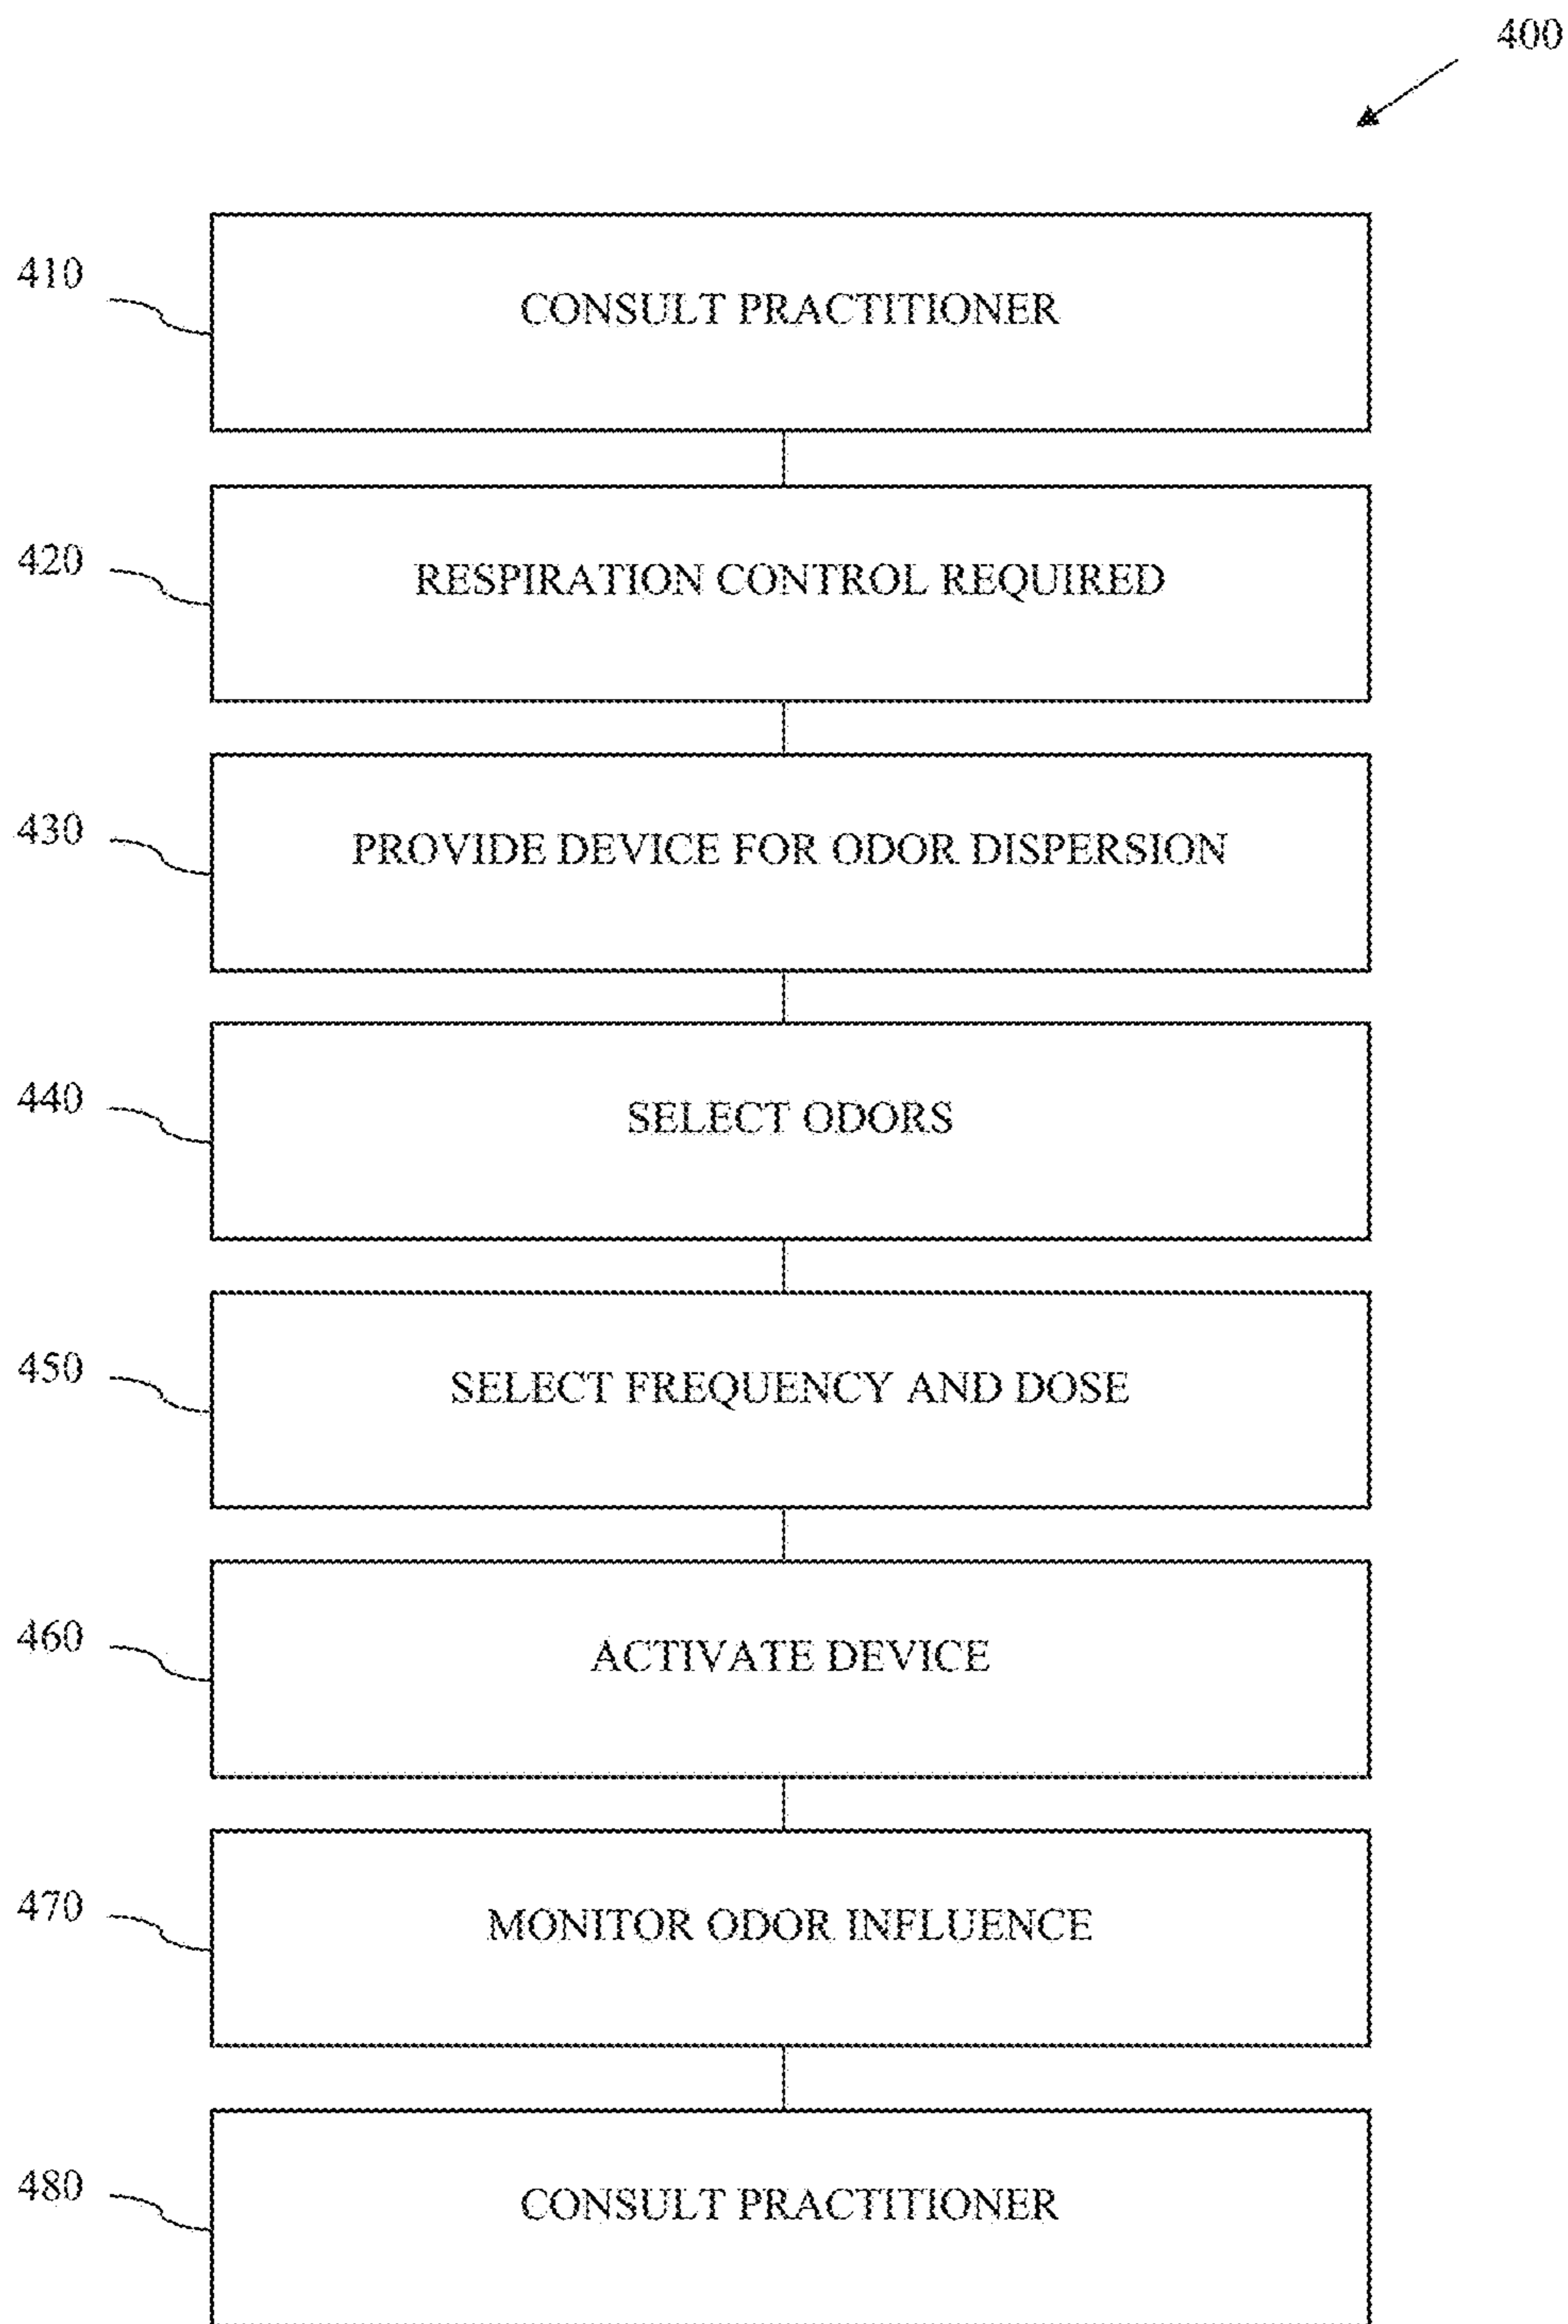 400
410
CONSULT PRACTITIONER
420
RESPIRATION CONTROL REQUIRED
430
PROVIDE DEVICE FOR ODOR DISPERSION
440
SELECT ODORS
450
SELECT FREQUENCY AND DOSE
460
ACTIVATE DEVICE
470
MONITOR ODOR INFLUENCE
480
CONSULT PRACTITIONER